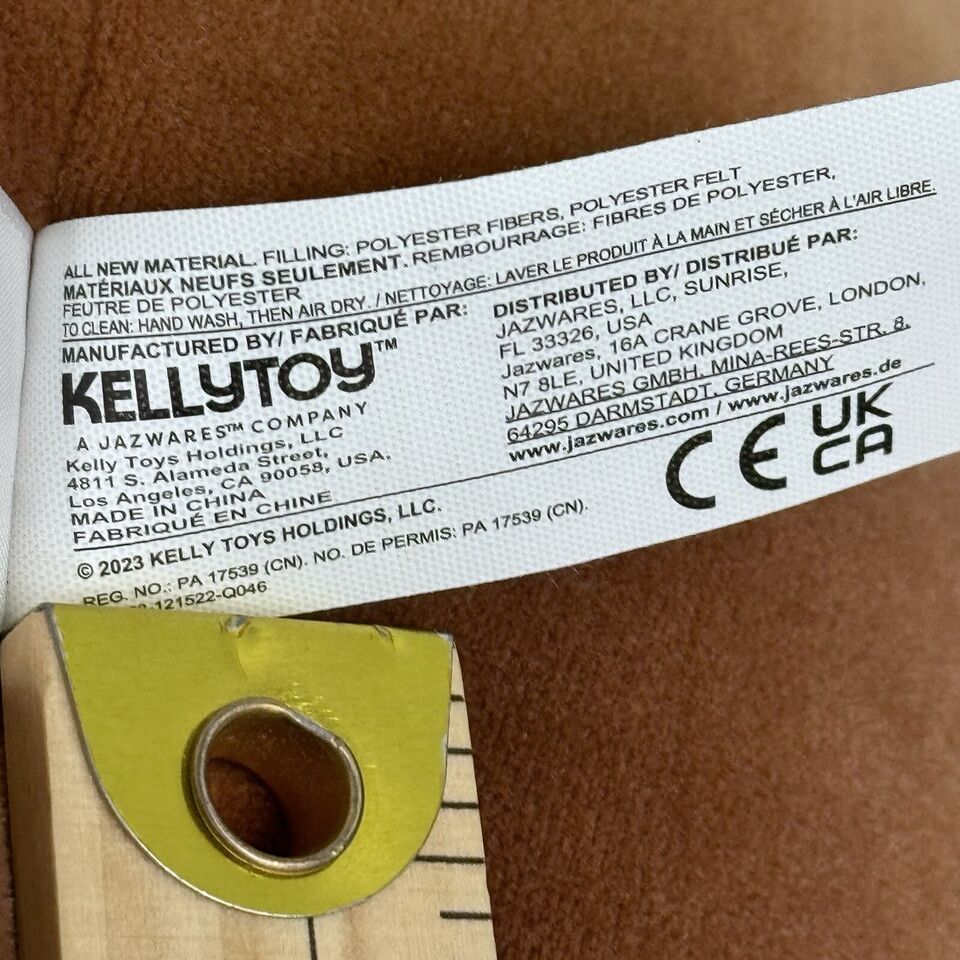 ALL NEW MATERIAL. FILLING: POLYESTER FIBERS, POLYESTER FELT
MATÉRIAUX NEUFS SEULEMENT. REMBOURRAGE: FIBRES DE POLYESTER,
FEUTRE DE POLYESTER
TO CLEAN: HAND WASH, THEN AIR DRY. / NETTOYAGE: LAVER LE PRODUIT À LA MAIN ET SÉCHER À L'AIR LIBRE.
MANUFACTURED BY/ FABRIQUÉ PAR:
KELLYTOY™
A JAZWARES™ COMPANY
Kelly Toys Holdings, LLC
4811 S. Alameda Street,
Los Angeles, CA 90058, USA.
MADE IN CHINA
FABRIQUÉ EN CHINE
DISTRIBUTED BY/ DISTRIBUÉ PAR:
JAZWARES, LLC, SUNRISE,
FL 33326, USA
Jazwares, 16A CRANE GROVE, LONDON,
N7 8LE, UNITED KINGDOM
JAZWARES GMBH, MINA-REES-STR. 8,
64295 DARMSTADT, GERMANY
www.jazwares.com / www.jazwares.de
CE UK
CA
© 2023 KELLY TOYS HOLDINGS, LLC.
REG. NO.: PA 17539 (CN). NO. DE PERMIS: PA 17539 (CN).
-121522-Q046